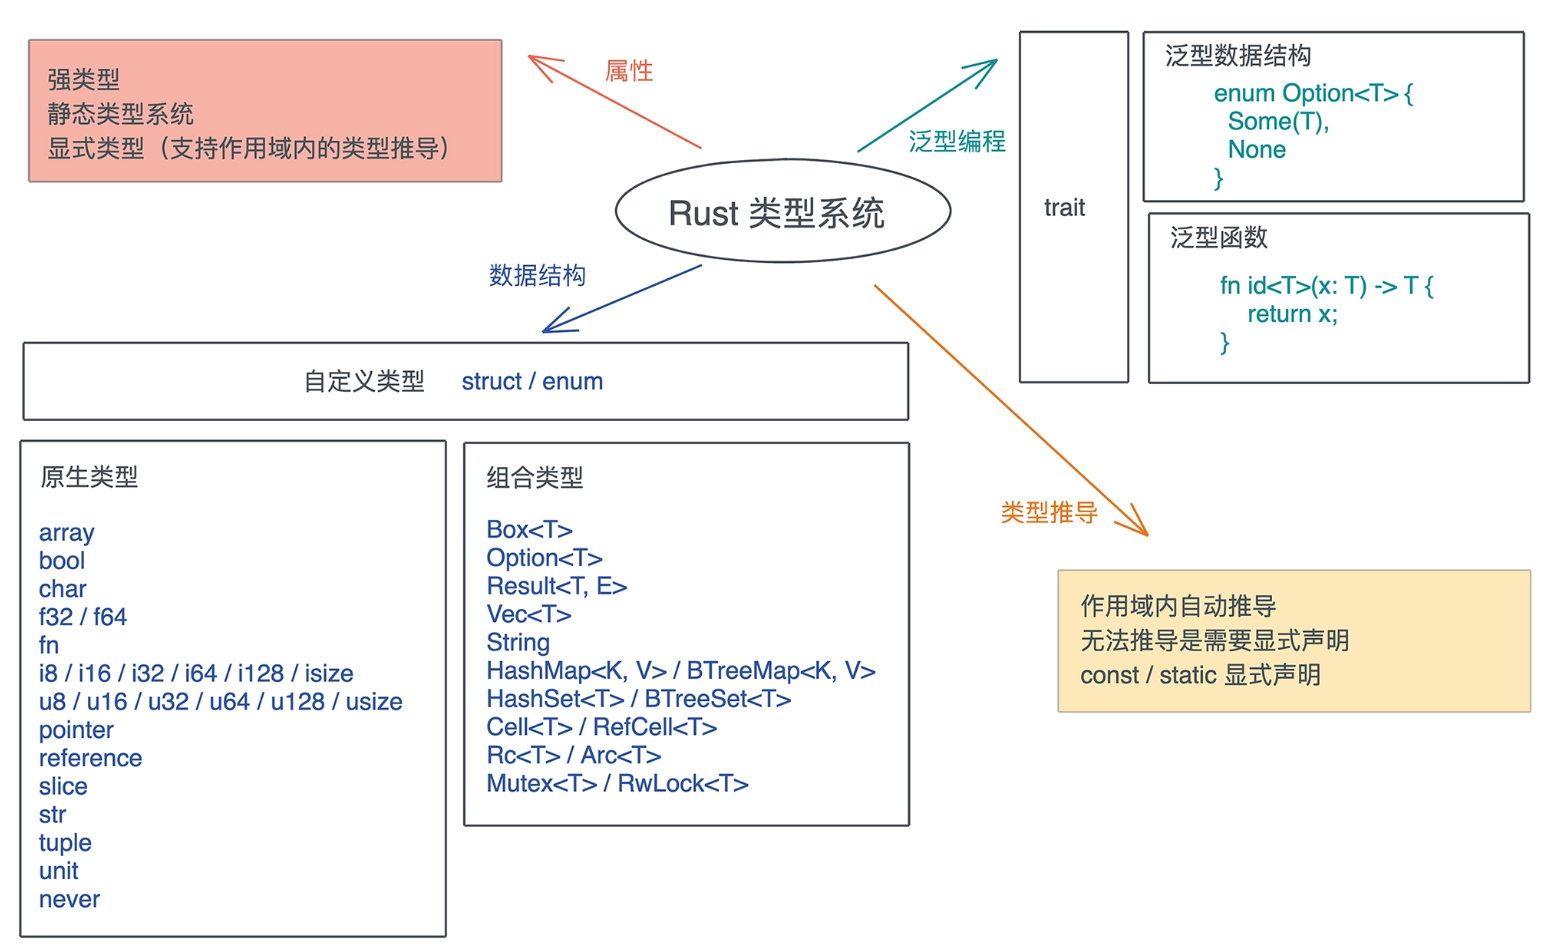 强类型
静态类型系统
显式类型（支持作用域内的类型推导）
属性
泛型编程
Rust 类型系统
trait
泛型数据结构
enum Option<T> {
Some(T),
None
}
泛型函数
fn id<T>(x: T) -> T {
return x;
}
数据结构
自定义类型 struct / enum
原生类型
array
bool
char
f32 / f64
fn
i8 / i16 / i32 / i64 / i128 / isize
u8 / u16 / u32 / u64 / u128 / usize
pointer
reference
slice
str
tuple
unit
never
组合类型
Box<T>
Option<T>
Result<T, E>
Vec<T>
String
HashMap<K, V> / BTreeMap<K, V>
HashSet<T> / BTreeSet<T>
Cell<T> / RefCell<T>
Rc<T> / Arc<T>
Mutex<T> / RwLock<T>
类型推导
作用域内自动推导
无法推导是需要显式声明
const / static 显式声明